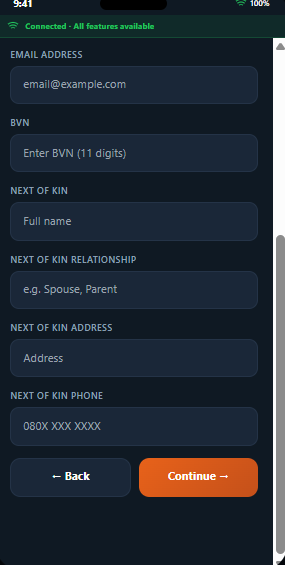 9:41 100%
Connected · All features available
EMAIL ADDRESS
email@example.com
BVN
Enter BVN (11 digits)
NEXT OF KIN
Full name
NEXT OF KIN RELATIONSHIP
e.g. Spouse, Parent
NEXT OF KIN ADDRESS
Address
NEXT OF KIN PHONE
080X XXX XXXX
← Back Continue →